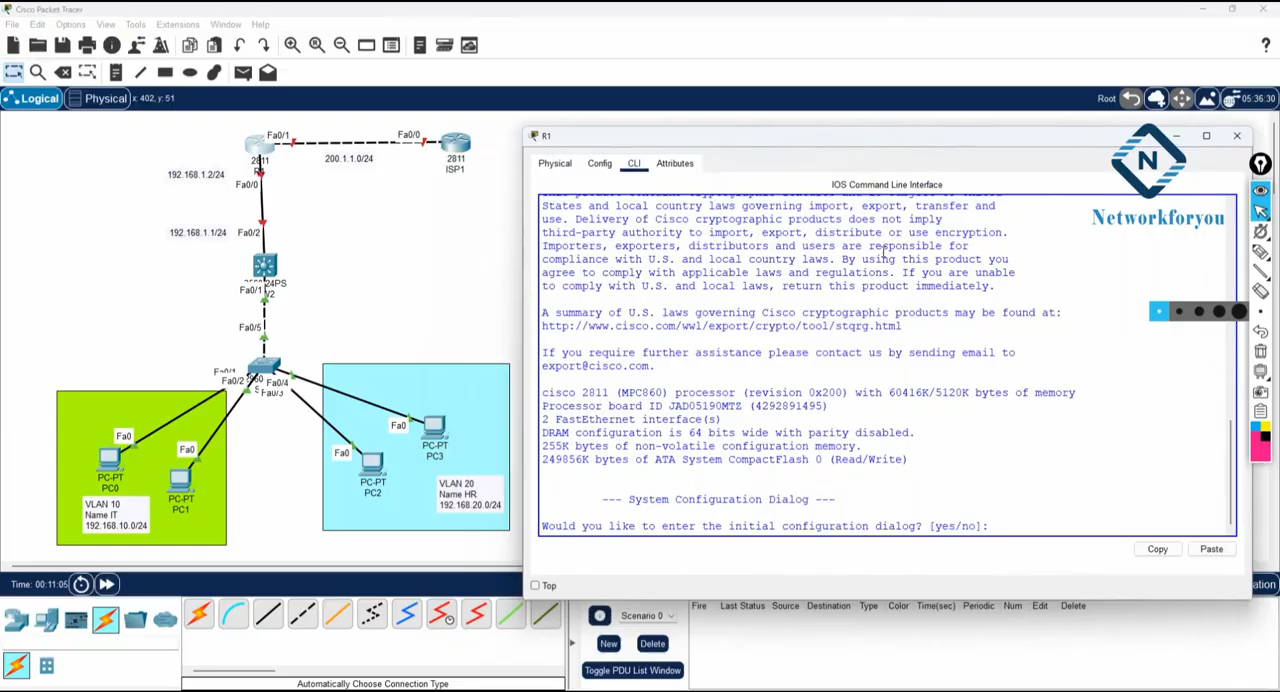 Cisco Packet Tracer
File Edit Options View Tools Extensions Window Help
Logical Physical x: 402, y: 51
Root 05:36:30
Fa0/1
Fa0/0
2811
200.1.1.0/24
2811
ISP1
192.168.1.2/24
Fa0/0
192.168.1.1/24
Fa0/2
24PS
Fa0/1
Fa0/5
Fa0/2
Fa0/4
Fa0/3
Fa0
PC-PT
PC0
Fa0
PC-PT
PC1
VLAN 10
Name IT
192.168.10.0/24
Fa0
PC-PT
PC2
Fa0
PC-PT
PC3
VLAN 20
Name HR
192.168.20.0/24
R1
Physical Config CLI Attributes
IOS Command Line Interface
N
Networkforyou
States and local country laws governing import, export, transfer and
use. Delivery of Cisco cryptographic products does not imply
third-party authority to import, export, distribute or use encryption.
Importers, exporters, distributors and users are responsible for
compliance with U.S. and local country laws. By using this product you
agree to comply with applicable laws and regulations. If you are unable
to comply with U.S. and local laws, return this product immediately.
A summary of U.S. laws governing Cisco cryptographic products may be found at:
http://www.cisco.com/wwl/export/crypto/tool/stqrg.html
If you require further assistance please contact us by sending email to
export@cisco.com.
cisco 2811 (MPC860) processor (revision 0x200) with 60416K/5120K bytes of memory
Processor board ID JAD05190MTZ (4292891495)
2 FastEthernet interface(s)
DRAM configuration is 64 bits wide with parity disabled.
255K bytes of non-volatile configuration memory.
249856K bytes of ATA System CompactFlash 0 (Read/Write)
--- System Configuration Dialog ---
Would you like to enter the initial configuration dialog? [yes/no]:
Copy Paste
Top
Time: 00:11:05
Scenario 0
New Delete
Toggle PDU List Window
Fire Last Status Source Destination Type Color Time(sec) Periodic Num Edit Delete
Automatically Choose Connection Type